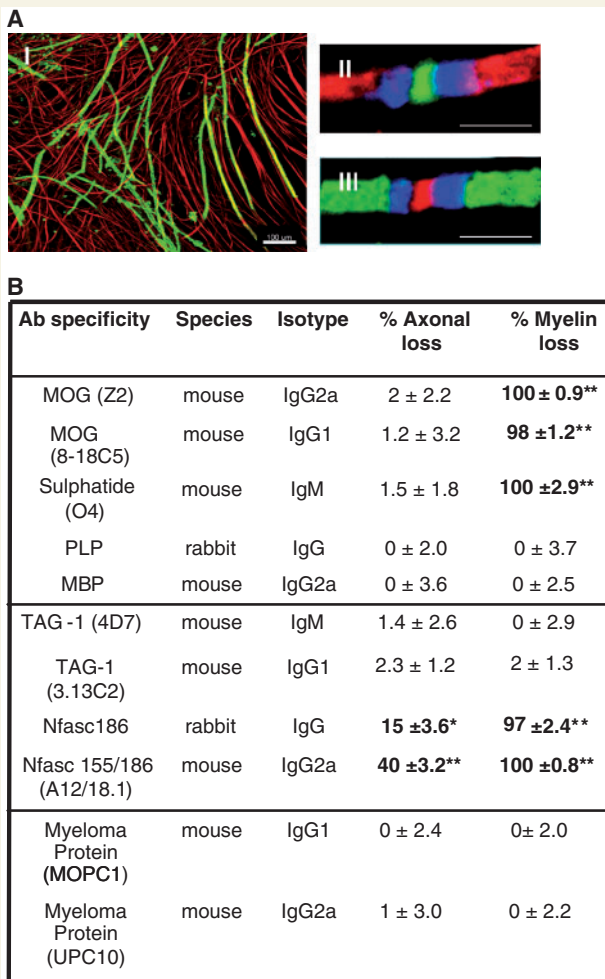 A
I
II
III
100 um
B
Ab specificity Species Isotype % Axonal loss % Myelin loss
MOG (Z2) mouse IgG2a 2 ± 2.2 100 ± 0.9**
MOG (8-18C5) mouse IgG1 1.2 ± 3.2 98 ±1.2**
Sulphatide (O4) mouse IgM 1.5 ± 1.8 100 ±2.9**
PLP rabbit IgG 0 ± 2.0 0 ± 3.7
MBP mouse IgG2a 0 ± 3.6 0 ± 2.5
TAG -1 (4D7) mouse IgM 1.4 ± 2.6 0 ± 2.9
TAG-1 (3.13C2) mouse IgG1 2.3 ± 1.2 2 ± 1.3
Nfasc186 rabbit IgG 15 ±3.6* 97 ±2.4**
Nfasc 155/186 (A12/18.1) mouse IgG2a 40 ±3.2** 100 ±0.8**
Myeloma Protein (MOPC1) mouse IgG1 0 ± 2.4 0± 2.0
Myeloma Protein (UPC10) mouse IgG2a 1 ± 3.0 0 ± 2.2